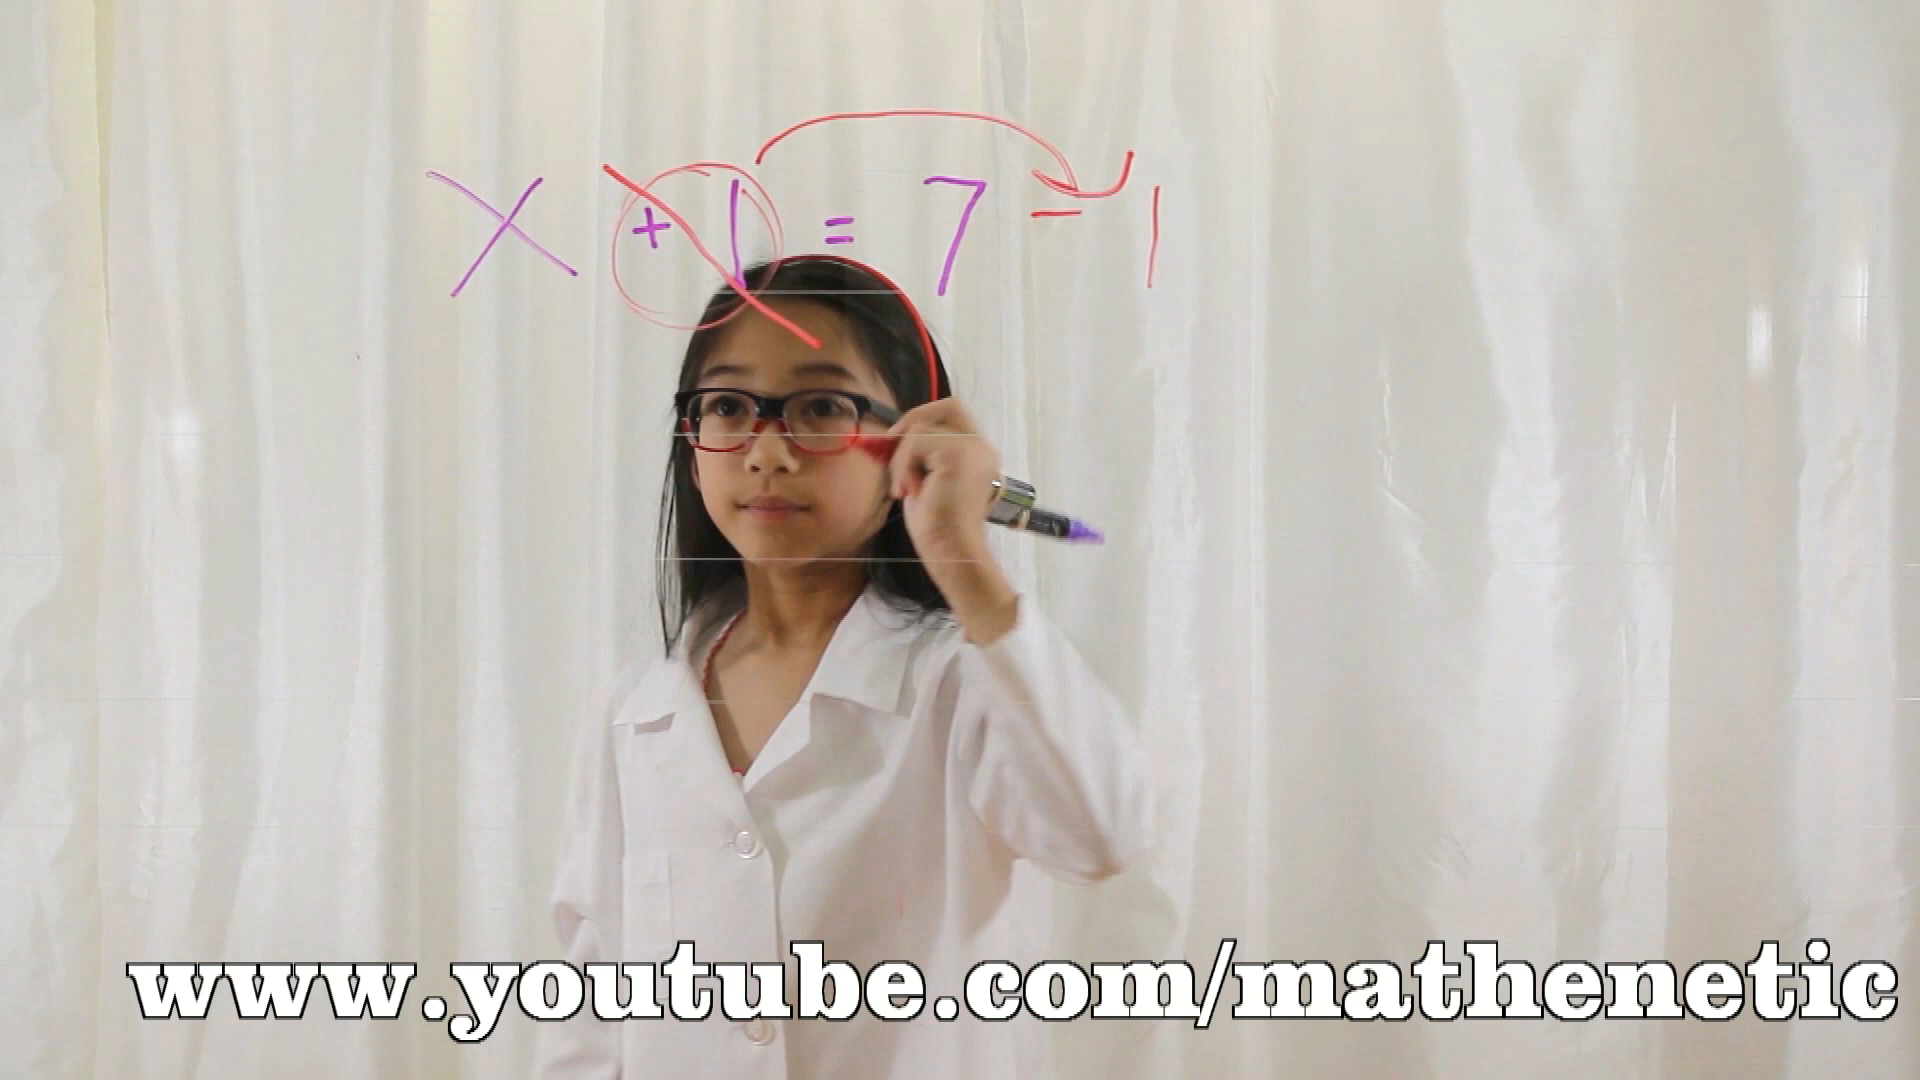 X + 1 = 7 - 1
www.youtube.com/mathenetic